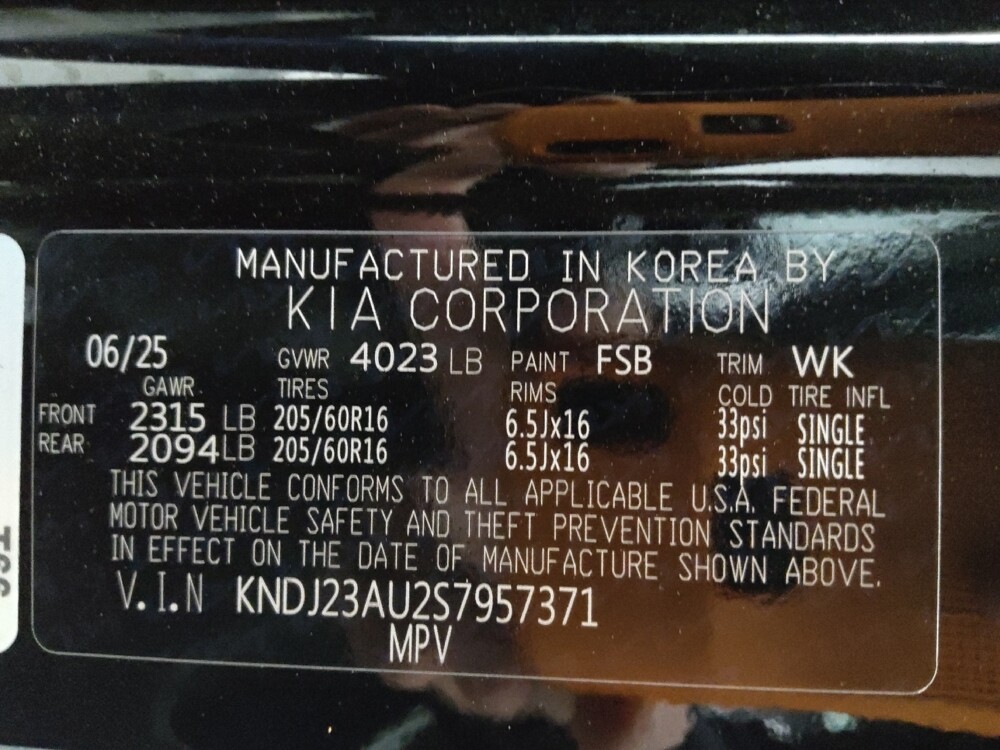 MANUFACTURED IN KOREA BY
KIA CORPORATION
06/25 GVWR 4023 LB PAINT FSB TRIM WK
GAWR TIRES RIMS COLD TIRE INFL
FRONT 2315 LB 205/60R16 6.5Jx16 33psi SINGLE
REAR 2094 LB 205/60R16 6.5Jx16 33psi SINGLE
THIS VEHICLE CONFORMS TO ALL APPLICABLE U.S.A. FEDERAL
MOTOR VEHICLE SAFETY AND THEFT PREVENTION STANDARDS
IN EFFECT ON THE DATE OF MANUFACTURE SHOWN ABOVE.
V.I.N KNDJ23AU2S7957371
MPV